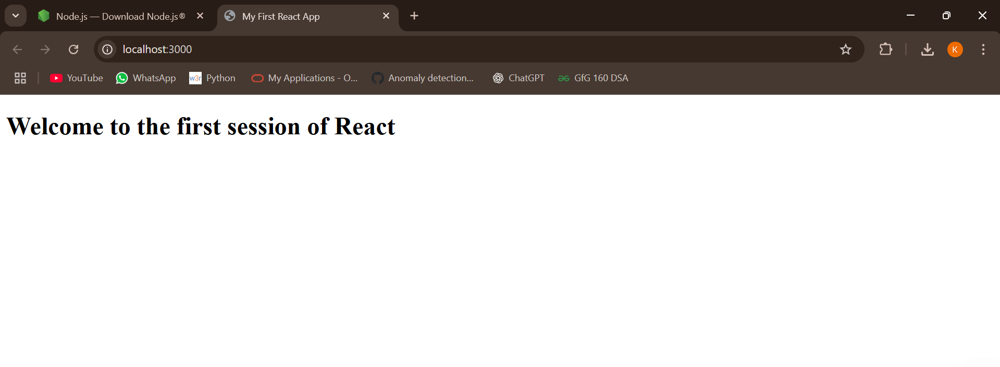 Node.js — Download Node.js®
My First React App
localhost:3000
K
YouTube
WhatsApp
w3r Python
My Applications - O...
Anomaly detection...
ChatGPT
GfG 160 DSA
Welcome to the first session of React